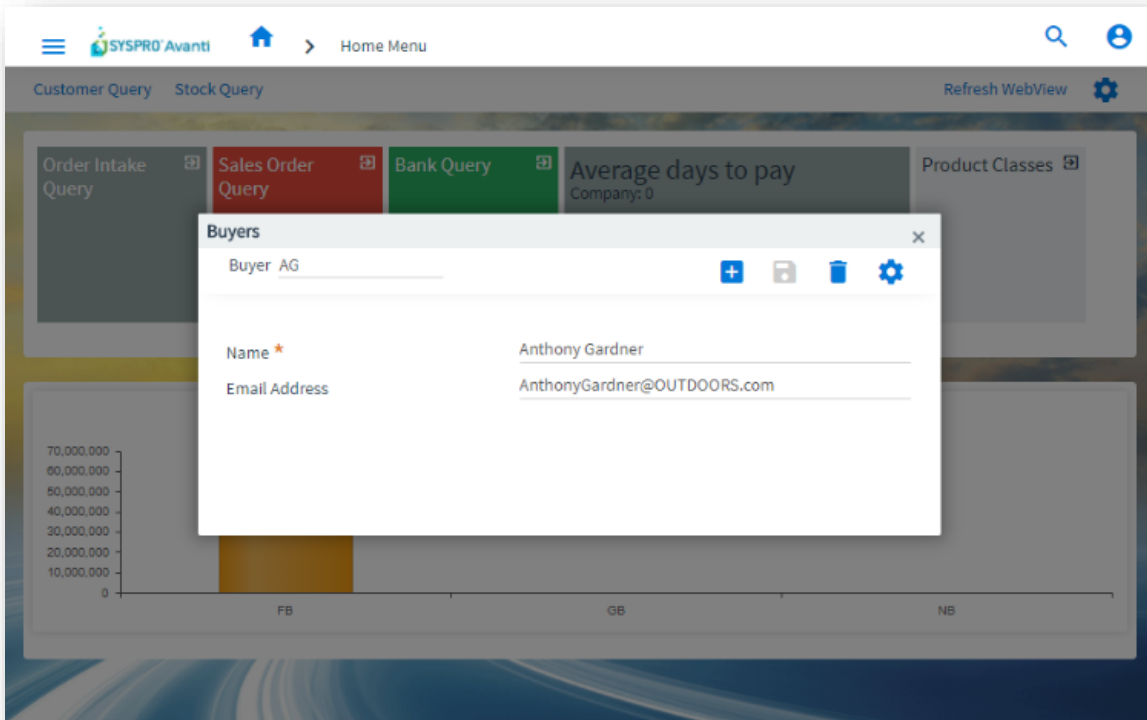 SYSPRO Avanti
Home Menu
Customer Query Stock Query Refresh WebView
Order Intake
Query
Sales Order
Query
Bank Query
Average days to pay
Company: 0
Product Classes
Buyers
Buyer AG
Name *
Anthony Gardner
Email Address
AnthonyGardner@OUTDOORS.com
70,000,000
60,000,000
50,000,000
40,000,000
30,000,000
20,000,000
10,000,000
0
FB GB NB